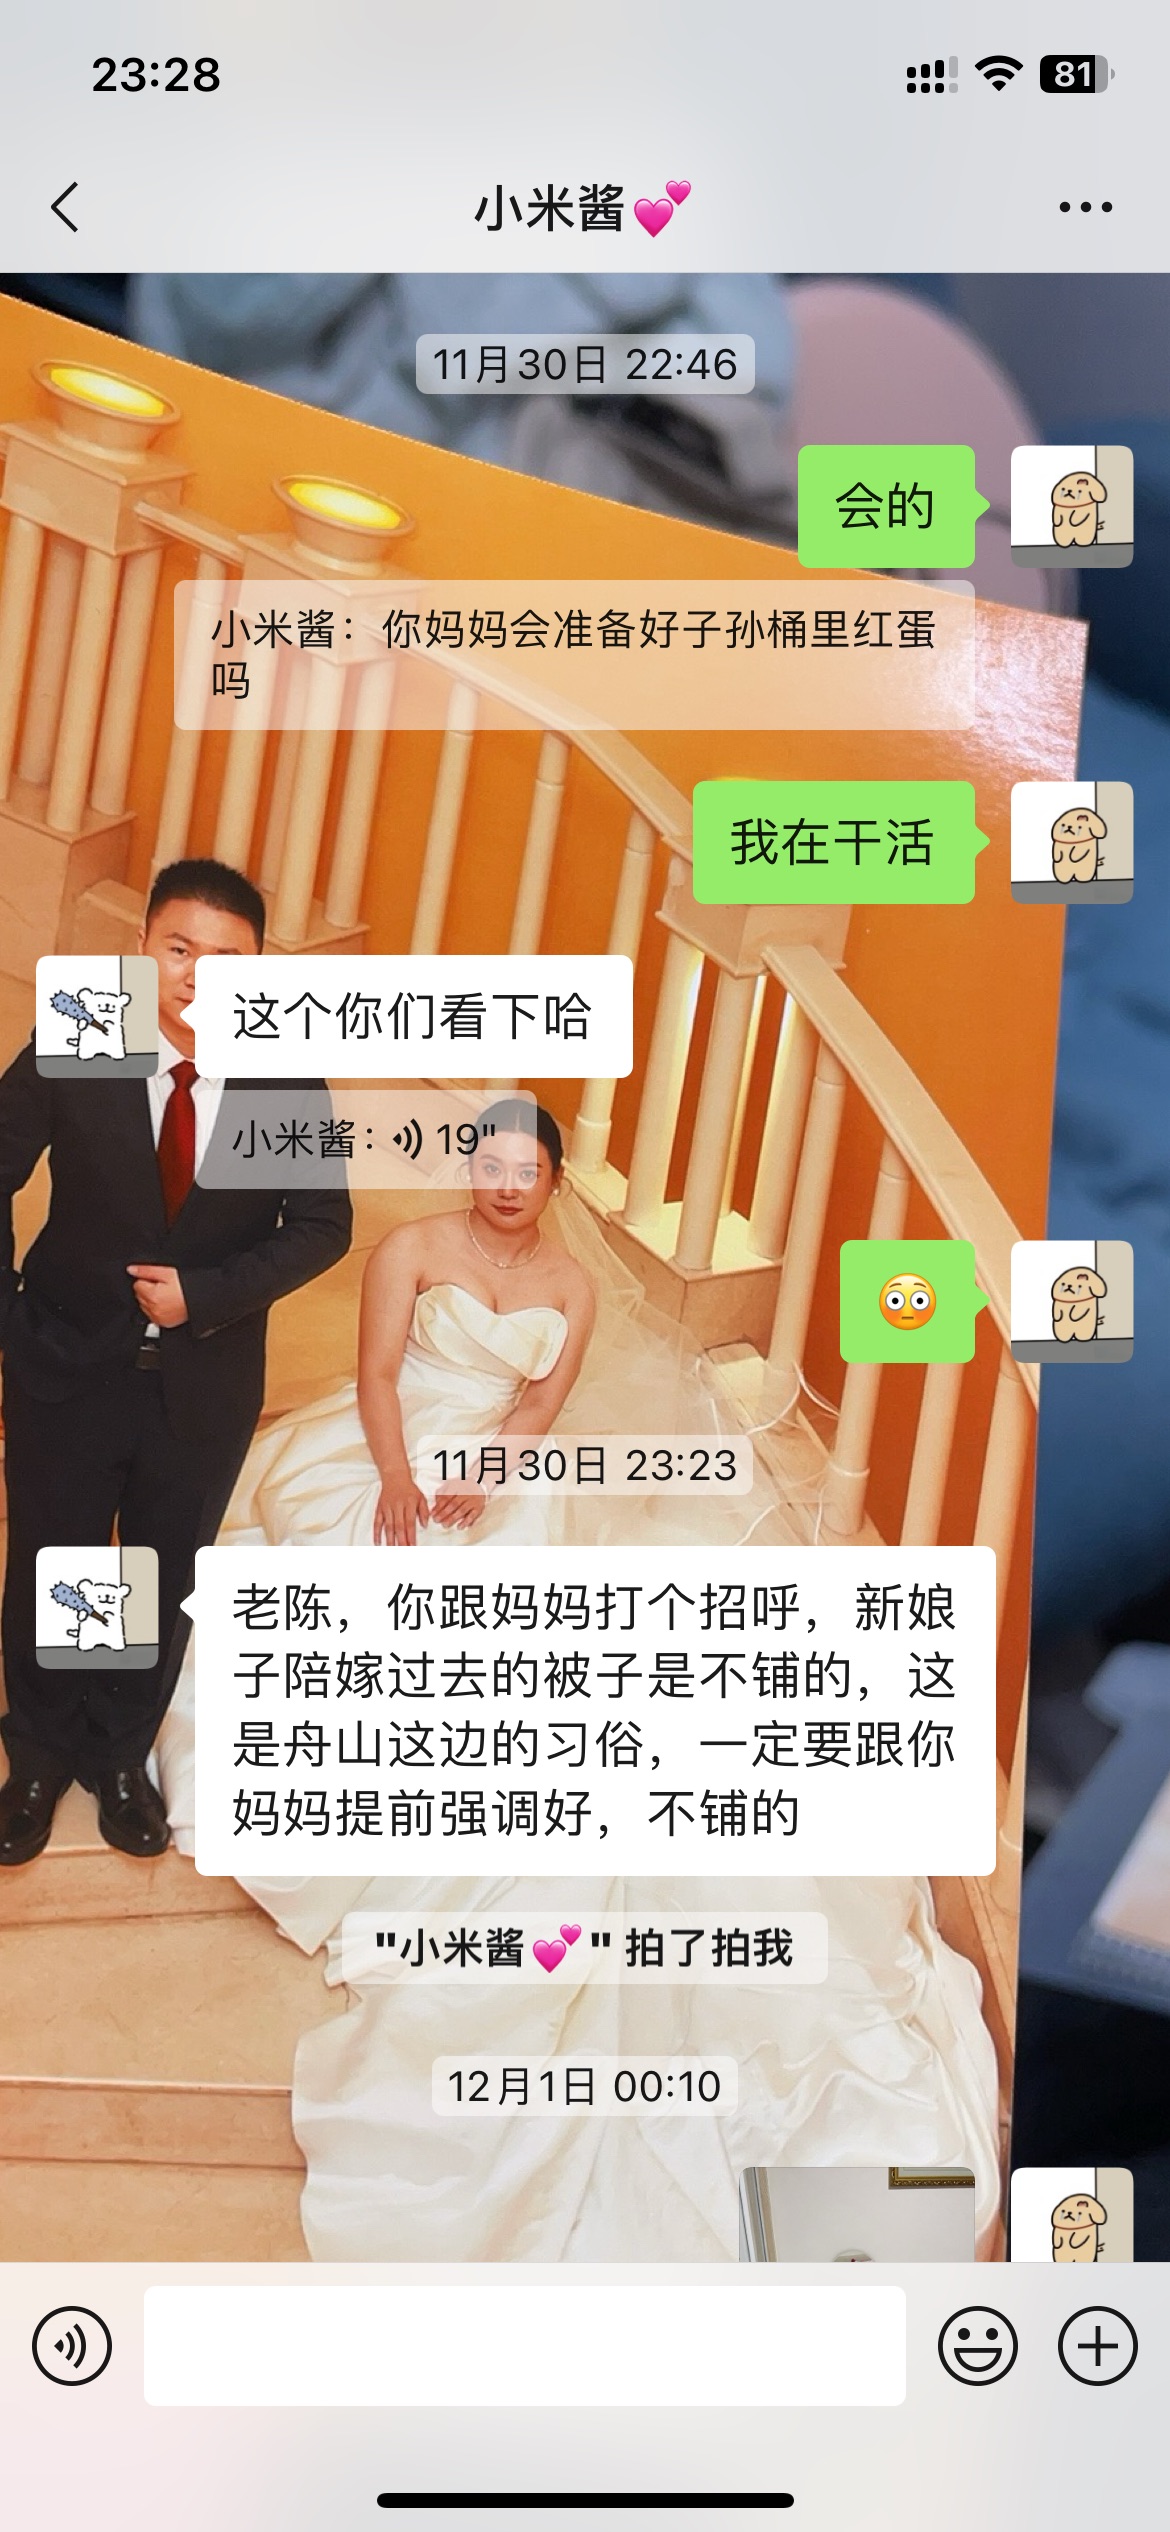 23:28
81
小米酱💕
11月30日 22:46
会的
小米酱：你妈妈会准备好子孙桶里红蛋
吗
我在干活
这个你们看下哈
小米酱： 19"
😳
11月30日 23:23
老陈，你跟妈妈打个招呼，新娘
子陪嫁过去的被子是不铺的，这
是舟山这边的习俗，一定要跟你
妈妈提前强调好，不铺的
"小米酱💕" 拍了拍我
12月1日 00:10